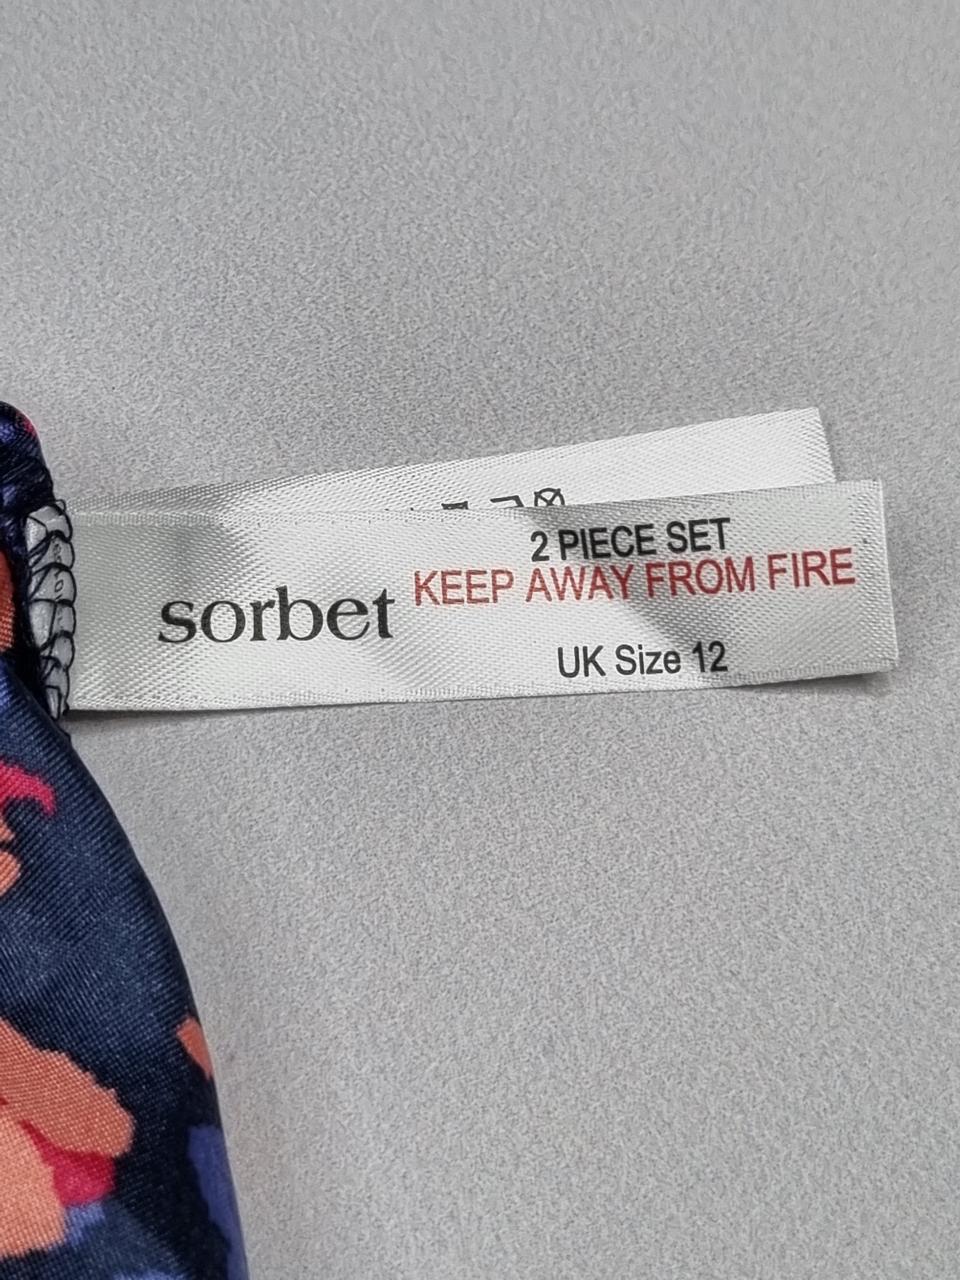 sorbet
2 PIECE SET
KEEP AWAY FROM FIRE
UK Size 12